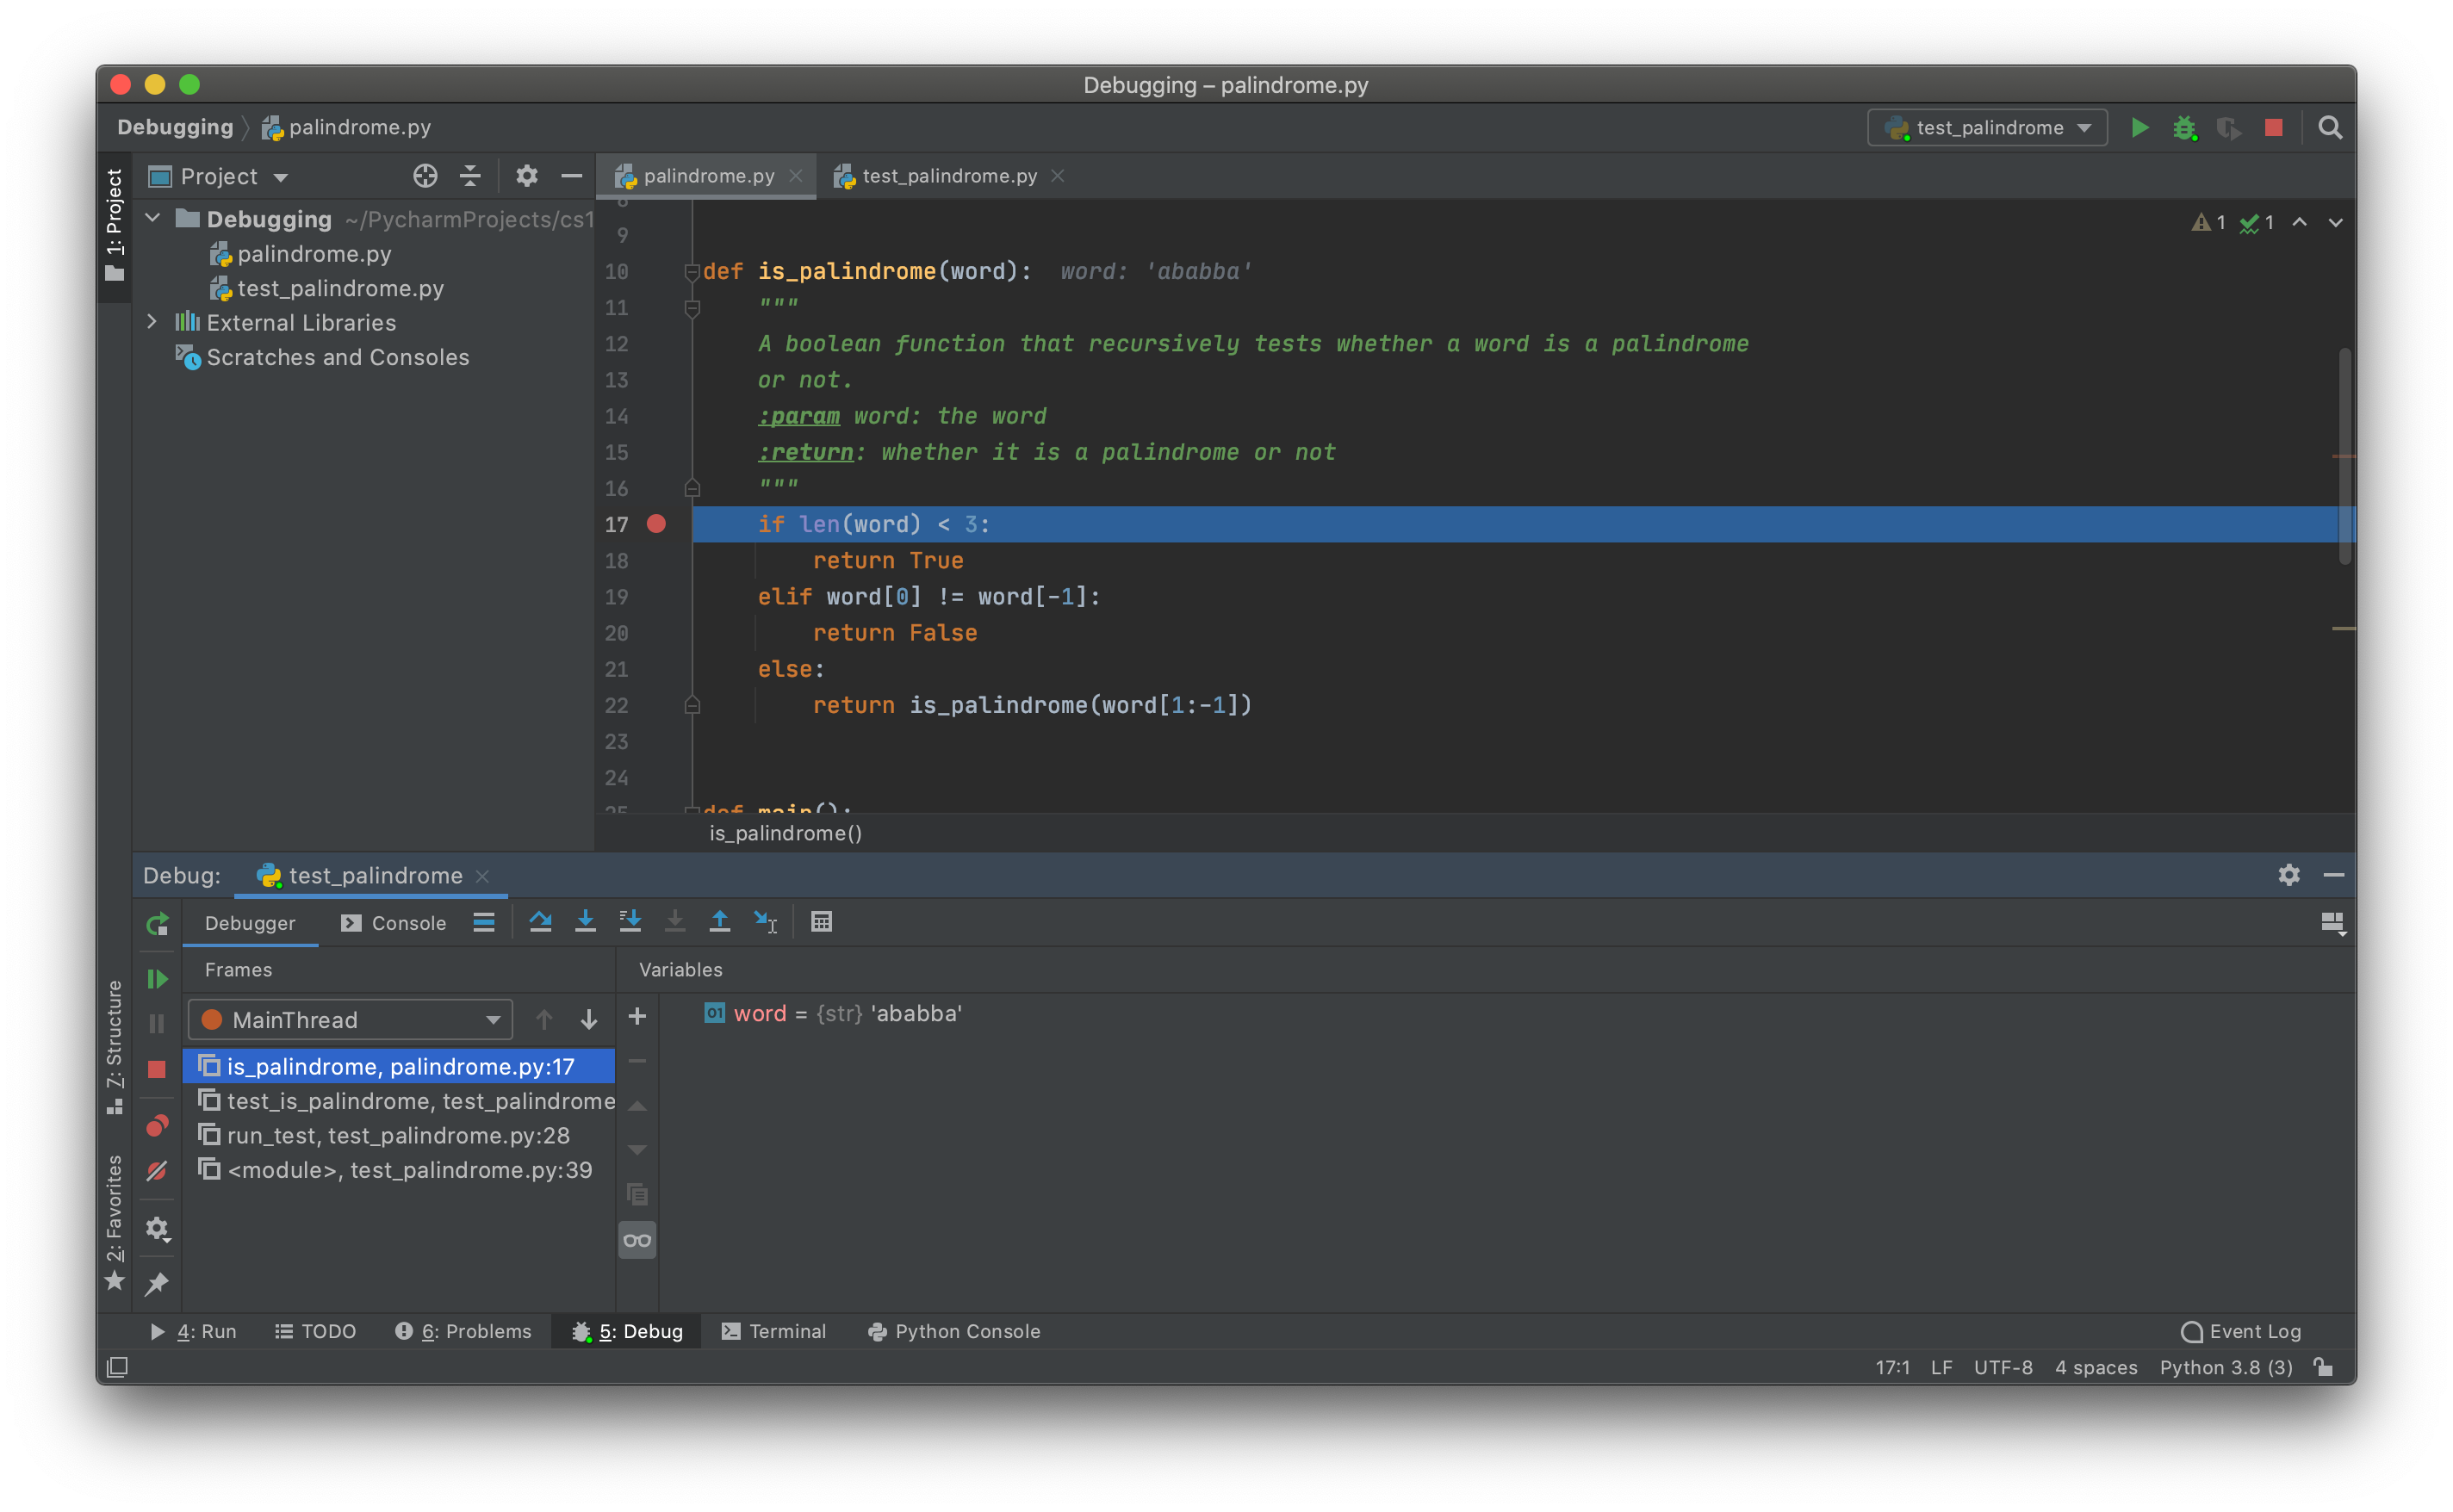 Debugging – palindrome.py
Debugging palindrome.py
test_palindrome
1: Project
Project
palindrome.py
test_palindrome.py
Debugging ~/PycharmProjects/cs1
palindrome.py
test_palindrome.py
External Libraries
Scratches and Consoles
1 1
8
9
10 def is_palindrome(word): word: 'ababba'
11 """
12 A boolean function that recursively tests whether a word is a palindrome
13 or not.
14 :param word: the word
15 :return: whether it is a palindrome or not
16 """
17 if len(word) < 3:
18 return True
19 elif word[0] != word[-1]:
20 return False
21 else:
22 return is_palindrome(word[1:-1])
23
24
25 def main():
is_palindrome()
Debug: test_palindrome
Debugger Console
Frames
Variables
MainThread
01 word = {str} 'ababba'
is_palindrome, palindrome.py:17
test_is_palindrome, test_palindrome
run_test, test_palindrome.py:28
<module>, test_palindrome.py:39
7: Structure
2: Favorites
4: Run TODO 6: Problems 5: Debug Terminal Python Console Event Log
17:1 LF UTF-8 4 spaces Python 3.8 (3)